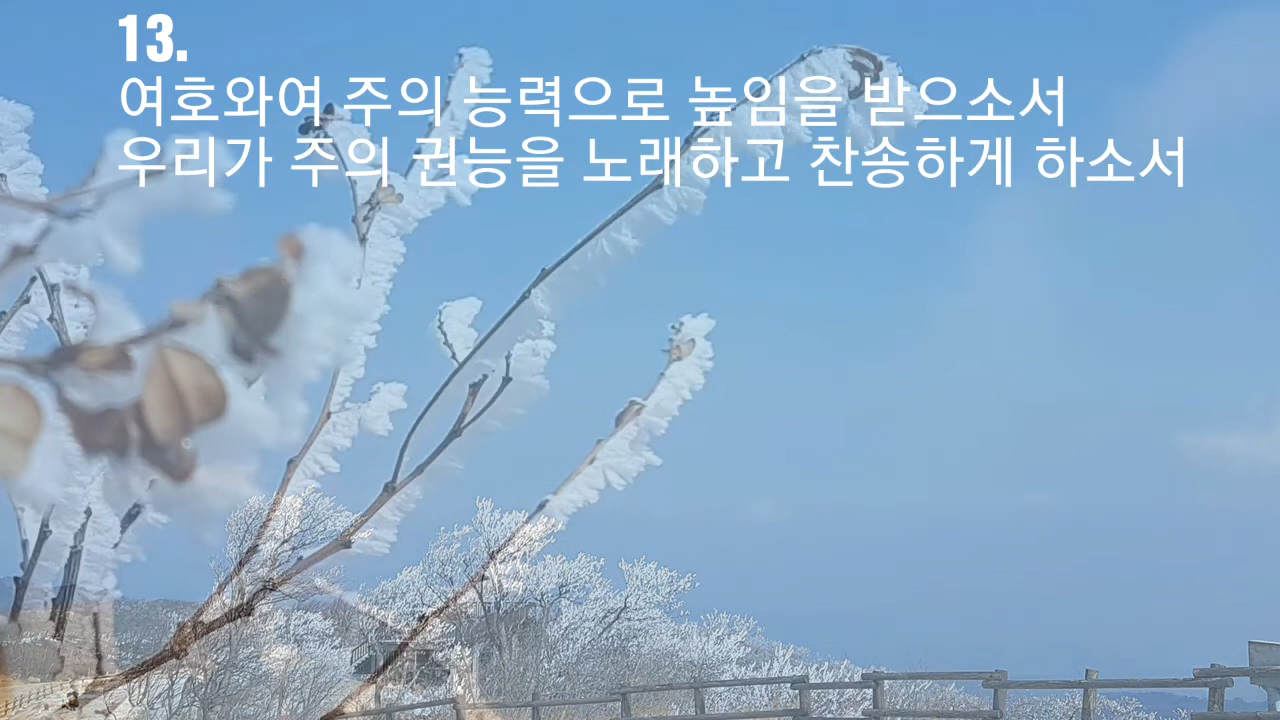 13.
여호와여 주의 능력으로 높임을 받으소서
우리가 주의 권능을 노래하고 찬송하게 하소서